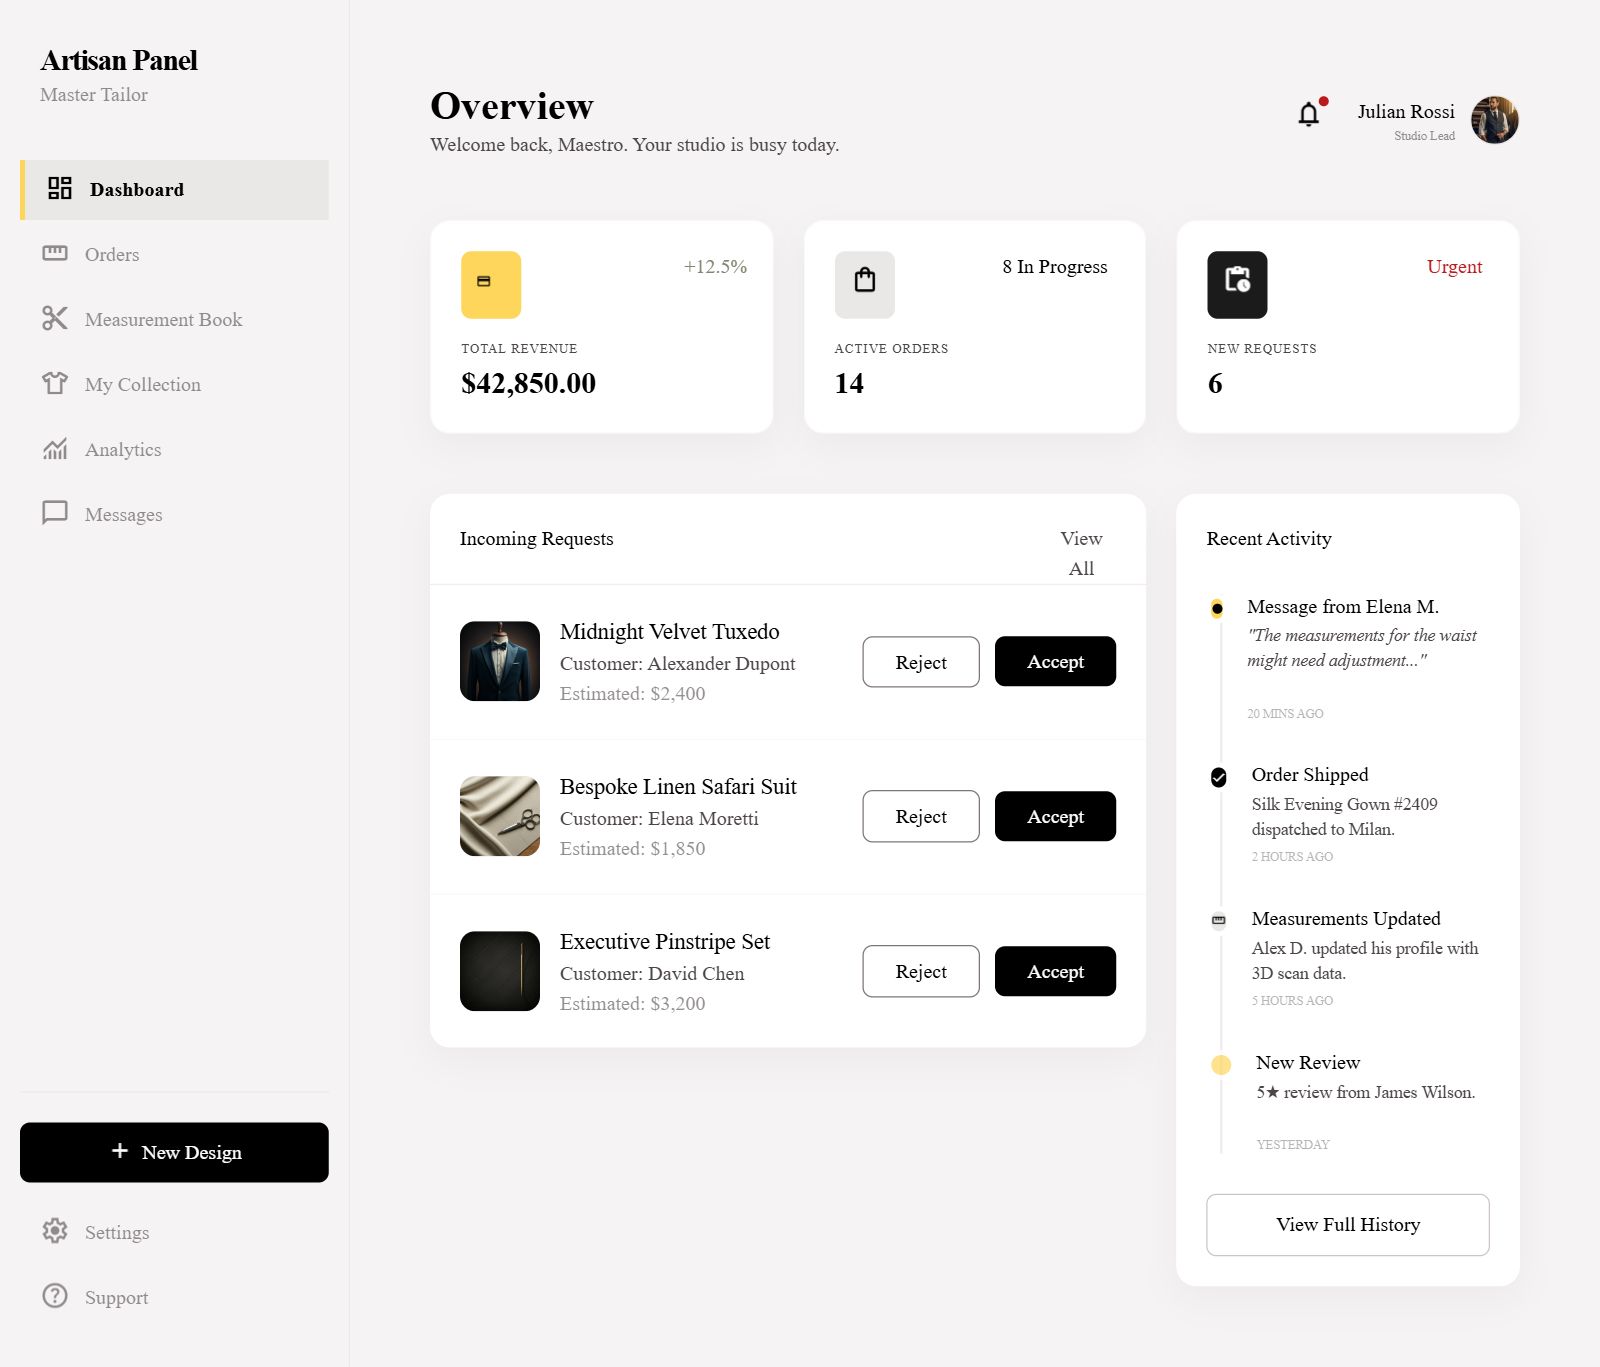 Artisan Panel
Master Tailor
Dashboard
Orders
Measurement Book
My Collection
Analytics
Messages
New Design
Settings
Support
Overview
Welcome back, Maestro. Your studio is busy today.
Julian Rossi
Studio Lead
+12.5%
TOTAL REVENUE
$42,850.00
8 In Progress
ACTIVE ORDERS
14
Urgent
NEW REQUESTS
6
Incoming Requests
View
All
Midnight Velvet Tuxedo
Customer: Alexander Dupont
Estimated: $2,400
Reject
Accept
Bespoke Linen Safari Suit
Customer: Elena Moretti
Estimated: $1,850
Reject
Accept
Executive Pinstripe Set
Customer: David Chen
Estimated: $3,200
Reject
Accept
Recent Activity
Message from Elena M.
"The measurements for the waist
might need adjustment..."
20 MINS AGO
Order Shipped
Silk Evening Gown #2409
dispatched to Milan.
2 HOURS AGO
Measurements Updated
Alex D. updated his profile with
3D scan data.
5 HOURS AGO
New Review
5★ review from James Wilson.
YESTERDAY
View Full History